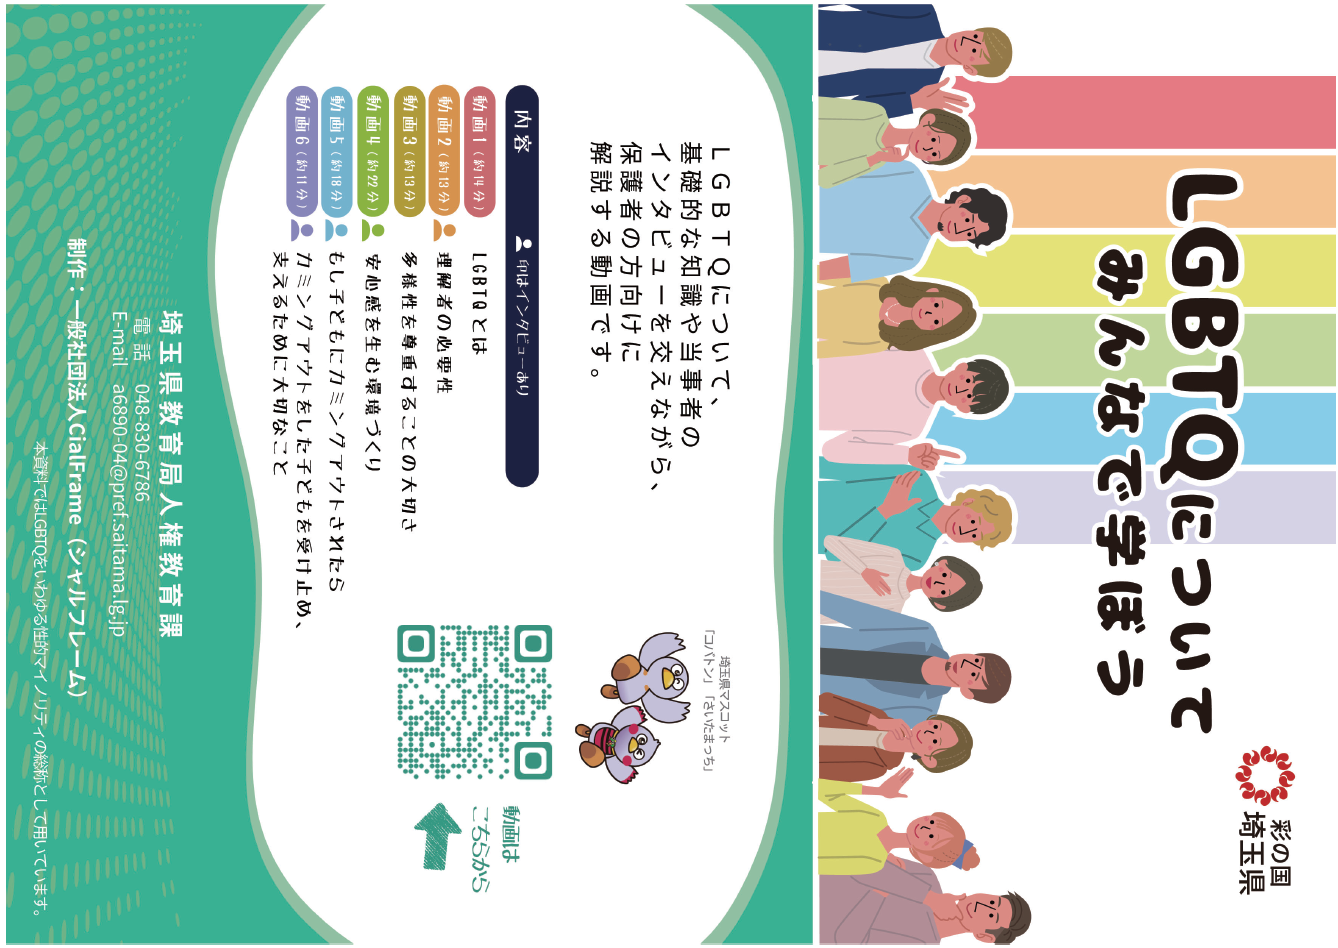 LGBTQについて
みんなで学ぼう
彩の国
埼玉県
LGBTQについて、
基礎的な知識や当事者の
インタビューを交えながら、
保護者の方向けに
解説する動画です。
埼玉県マスコット
「コバトン」「さいたまっち」
内容 印はインタビューあり
動画1(約14分) LGBTQとは
動画2(約13分) 理解者の必要性
動画3(約13分) 多様性を尊重することの大切さ
動画4(約22分) 安心感を生む環境づくり
動画5(約18分) もし子どもにカミングアウトされたら
動画6(約11分) カミングアウトをした子どもを受け止め、
支えるために大切なこと
動画は
こちらから
埼玉県教育局人権教育課
電話 048-830-6786
E-mail a6890-04@pref.saitama.lg.jp
制作:一般社団法人CialFrame(シャルフレーム)
本資料ではLGBTQをいわゆる性的マイノリティの総称として用いています。